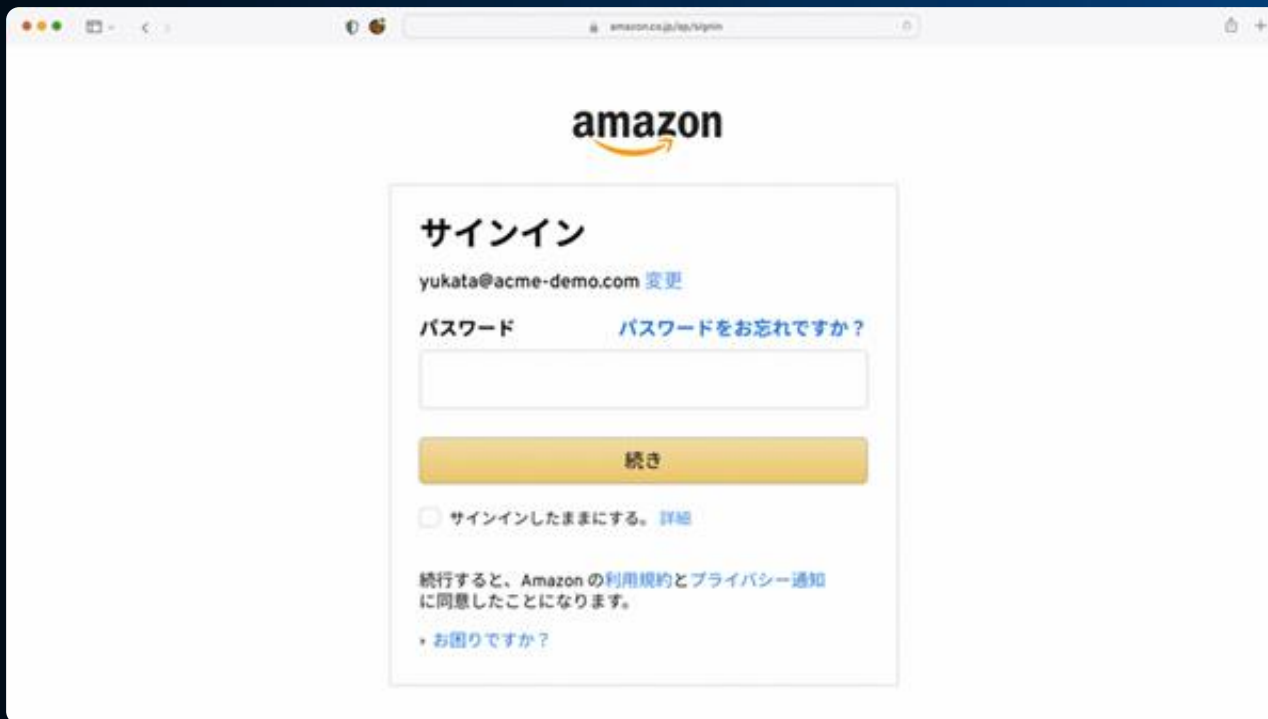 amazon.co.jp/ap/signin
amazon
サインイン
yukata@acme-demo.com 変更
パスワード パスワードをお忘れですか？
続き
サインインしたままにする。 詳細
続行すると、Amazon の利用規約とプライバシー通知
に同意したことになります。
お困りですか？